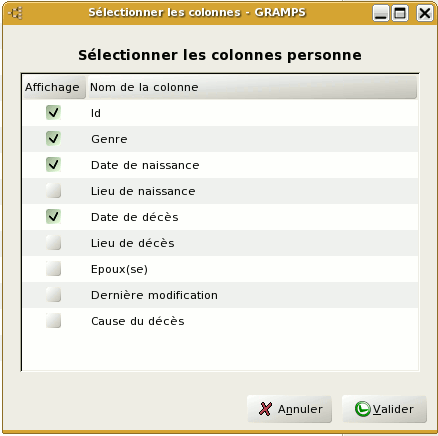 Sélectionner les colonnes - GRAMPS
Sélectionner les colonnes personne
Affichage Nom de la colonne
Id
Genre
Date de naissance
Lieu de naissance
Date de décès
Lieu de décès
Epoux(se)
Dernière modification
Cause du décès
Annuler Valider